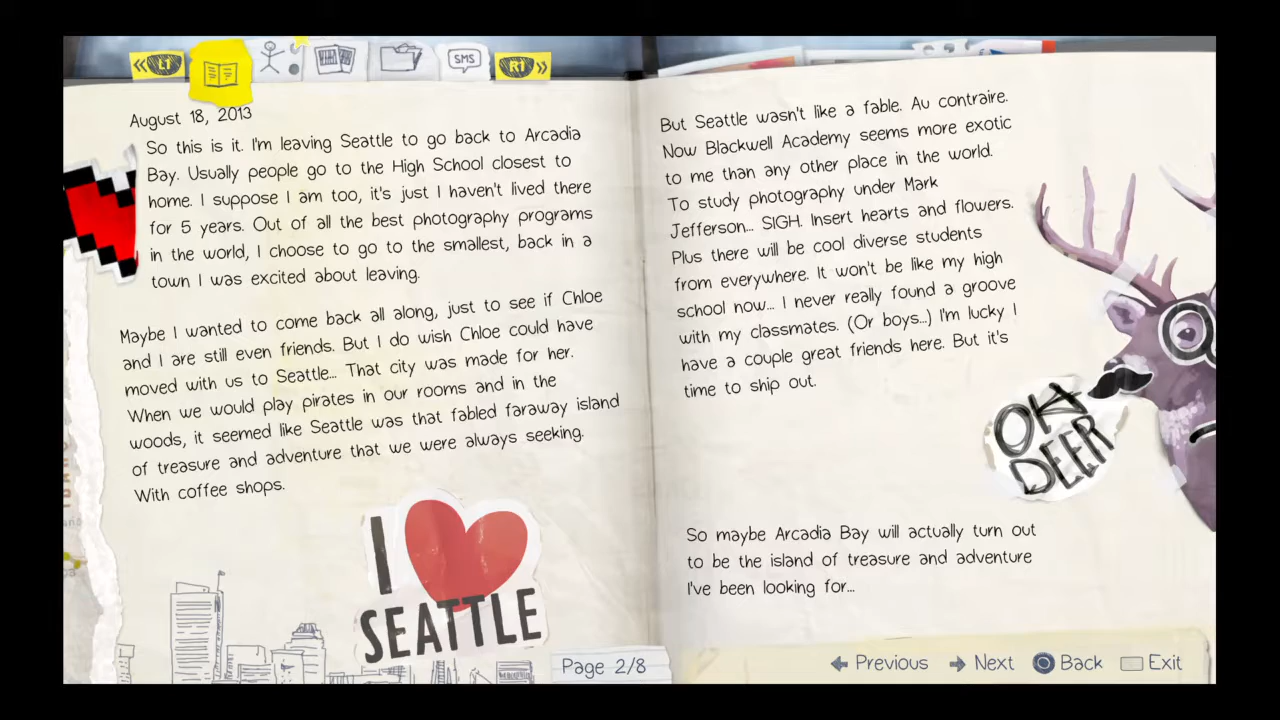 LT
SMS
RT
August 18, 2013
So this is it. I'm leaving Seattle to go back to Arcadia
Bay. Usually people go to the High School closest to
home. I suppose I am too, it's just I haven't lived there
for 5 years. Out of all the best photography programs
in the world, I choose to go to the smallest, back in a
town I was excited about leaving.
Maybe I wanted to come back all along, just to see if Chloe
and I are still even friends. But I do wish Chloe could have
moved with us to Seattle... That city was made for her.
When we would play pirates in our rooms and in the
woods, it seemed like Seattle was that fabled faraway island
of treasure and adventure that we were always seeking.
With coffee shops.
I
SEATTLE
Page 2/8
But Seattle wasn't like a fable. Au contraire.
Now Blackwell Academy seems more exotic
to me than any other place in the world.
To study photography under Mark
Jefferson... SIGH. Insert hearts and flowers.
Plus there will be cool diverse students
from everywhere. It won't be like my high
school now... I never really found a groove
with my classmates. (Or boys...) I'm lucky I
have a couple great friends here. But it's
time to ship out.
OH
DEER
So maybe Arcadia Bay will actually turn out
to be the island of treasure and adventure
I've been looking for...
Previous
Next
Back
Exit